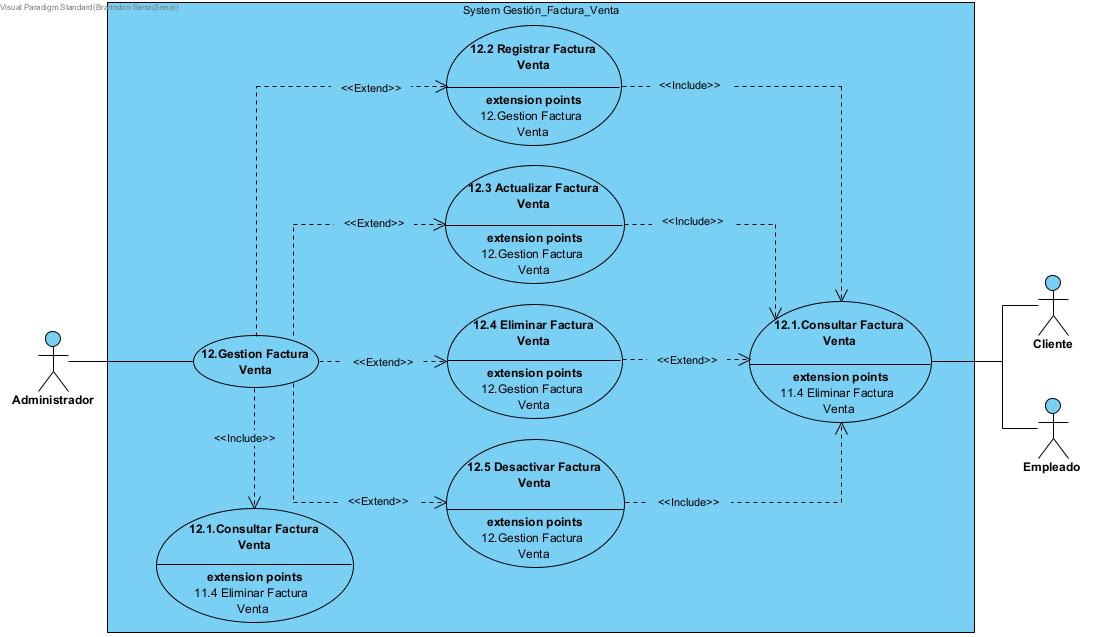 Visual Paradigm Standard(Brandon-Sena(Sena))
System Gestión_Factura_Venta
12.2 Registrar Factura
Venta
extension points
12.Gestion Factura
Venta
<<Extend>>
<<Include>>
12.3 Actualizar Factura
Venta
extension points
12.Gestion Factura
Venta
<<Extend>>
<<Include>>
12.4 Eliminar Factura
Venta
extension points
12.Gestion Factura
Venta
<<Extend>>
<<Extend>>
12.Gestion Factura
Venta
Administrador
12.1.Consultar Factura
Venta
extension points
11.4 Eliminar Factura
Venta
Cliente
Empleado
<<Include>>
12.5 Desactivar Factura
Venta
extension points
12.Gestion Factura
Venta
<<Extend>>
<<Include>>
12.1.Consultar Factura
Venta
extension points
11.4 Eliminar Factura
Venta